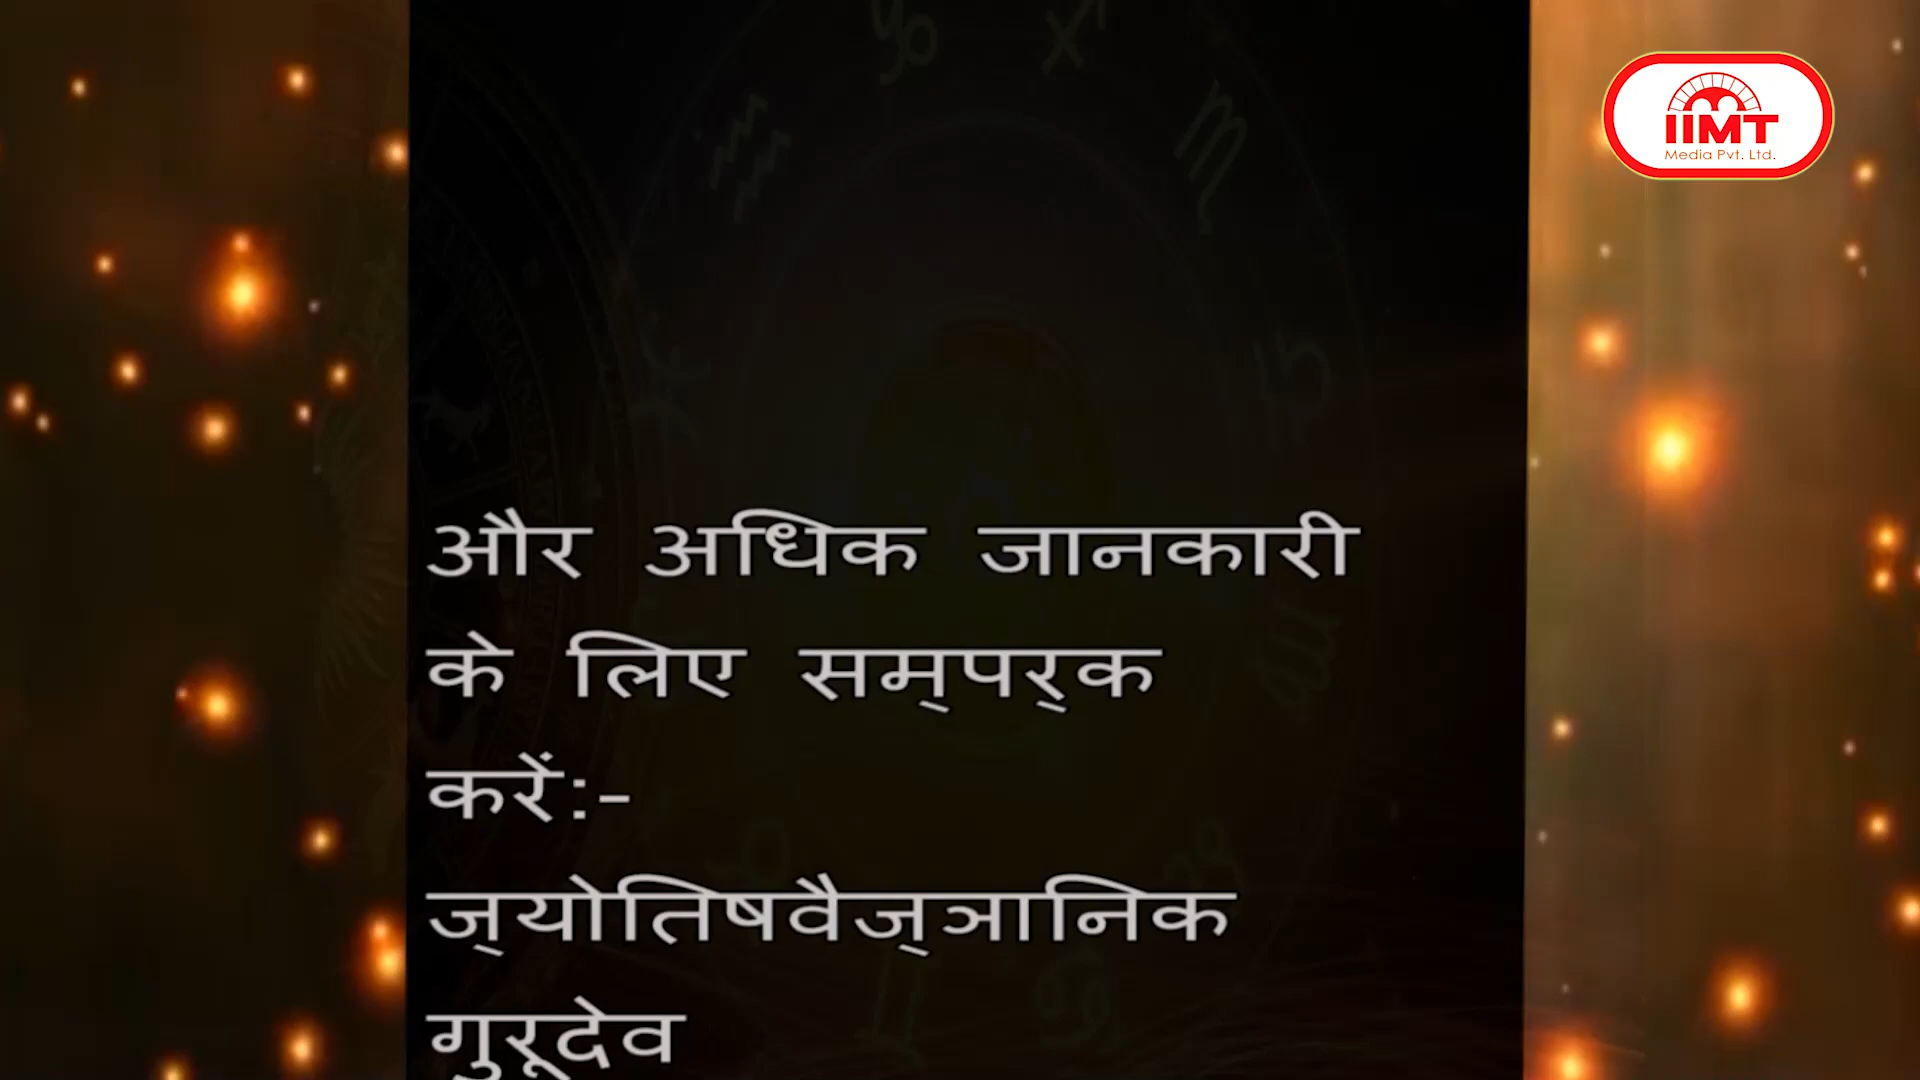 IIMT
Media Pvt. Ltd.
और अधिक जानकारी
के लिए सम्‌पर्‌क
करें:-
ज्‌योतिषवैज्‌ञानिक
गुरूदेव